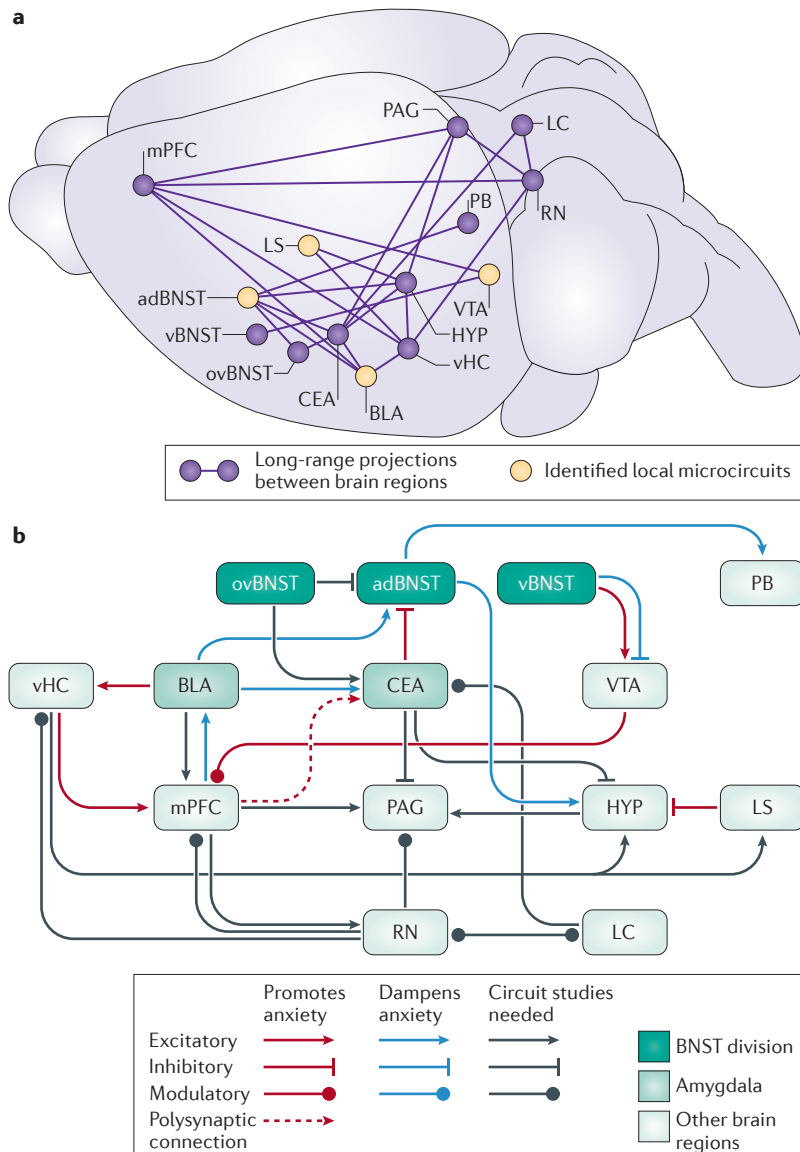 a
PAG
LC
mPFC
PB
RN
LS
adBNST
VTA
vBNST
HYP
ovBNST
vHC
CEA
BLA
Long-range projections
between brain regions
Identified local microcircuits
b
ovBNST
adBNST
vBNST
PB
vHC
BLA
CEA
VTA
mPFC
PAG
HYP
LS
RN
LC
Promotes
anxiety
Dampens
anxiety
Circuit studies
needed
Excitatory
Inhibitory
Modulatory
Polysynaptic
connection
BNST division
Amygdala
Other brain
regions